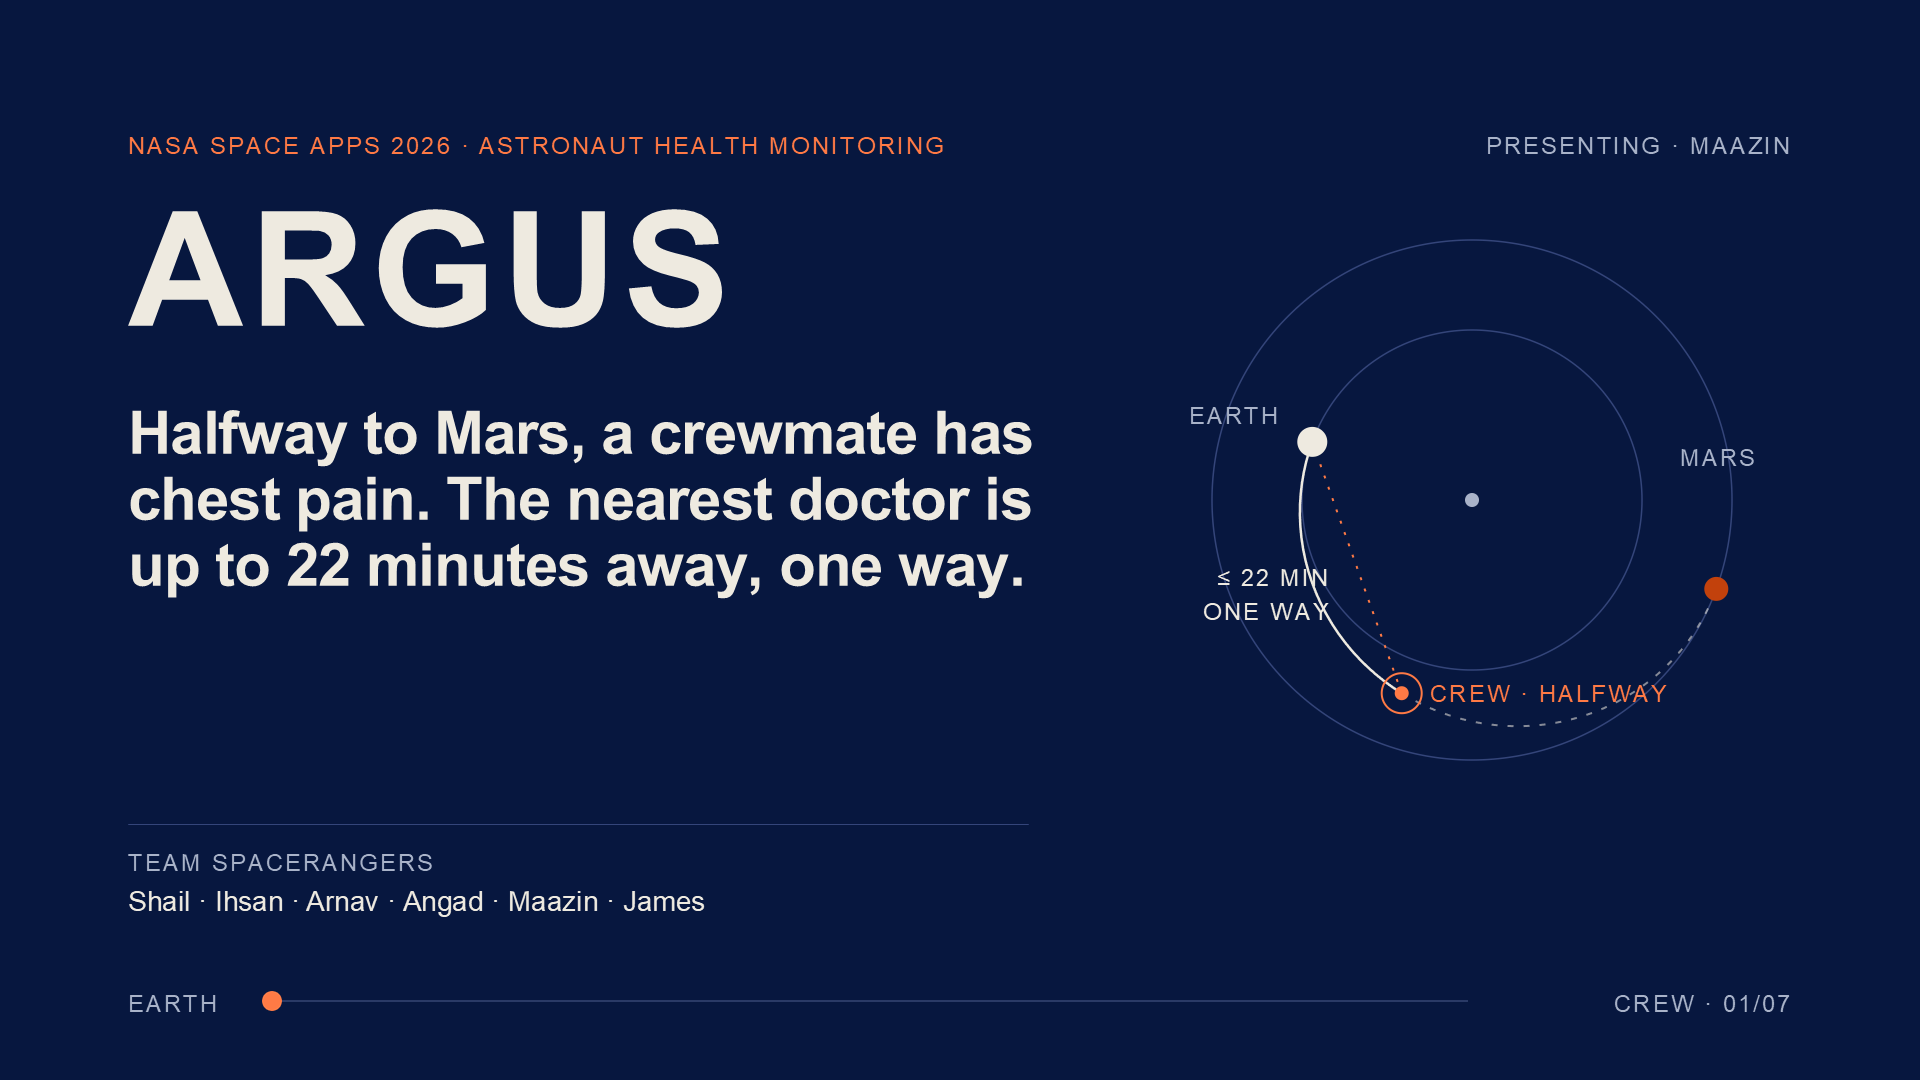 NASA SPACE APPS 2026 · ASTRONAUT HEALTH MONITORING
PRESENTING · MAAZIN
ARGUS
Halfway to Mars, a crewmate has
chest pain. The nearest doctor is
up to 22 minutes away, one way.
EARTH
MARS
≤ 22 MIN
ONE WAY
CREW · HALFWAY
TEAM SPACERANGERS
Shail · Ihsan · Arnav · Angad · Maazin · James
EARTH
CREW · 01/07